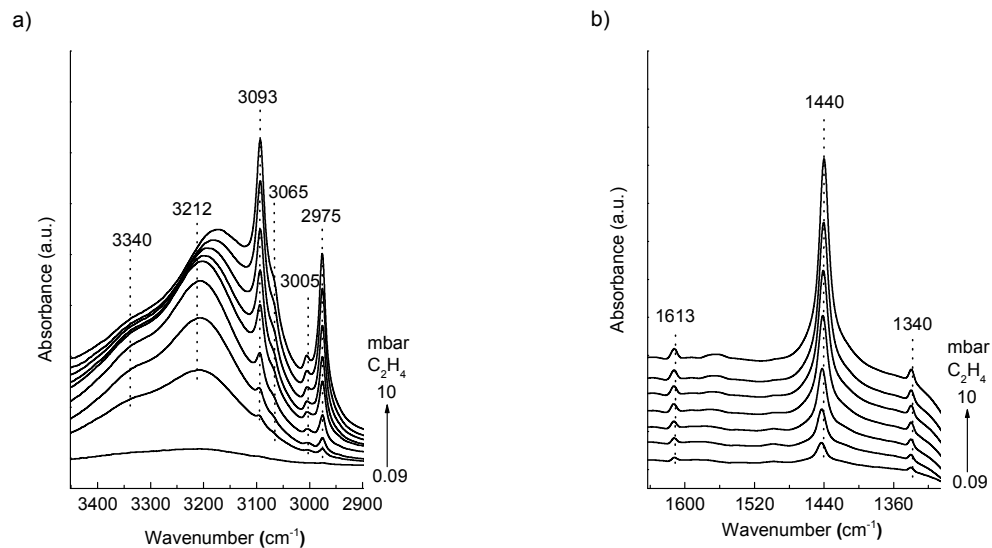 a)
3093
3065
3212
2975
3340
3005
Absorbance (a.u.)
mbar
C₂H₄
10
0.09
3400 3300 3200 3100 3000 2900
Wavenumber (cm⁻¹)
b)
1440
1613
1340
Absorbance (a.u.)
mbar
C₂H₄
10
0.09
1600 1520 1440 1360
Wavenumber (cm⁻¹)